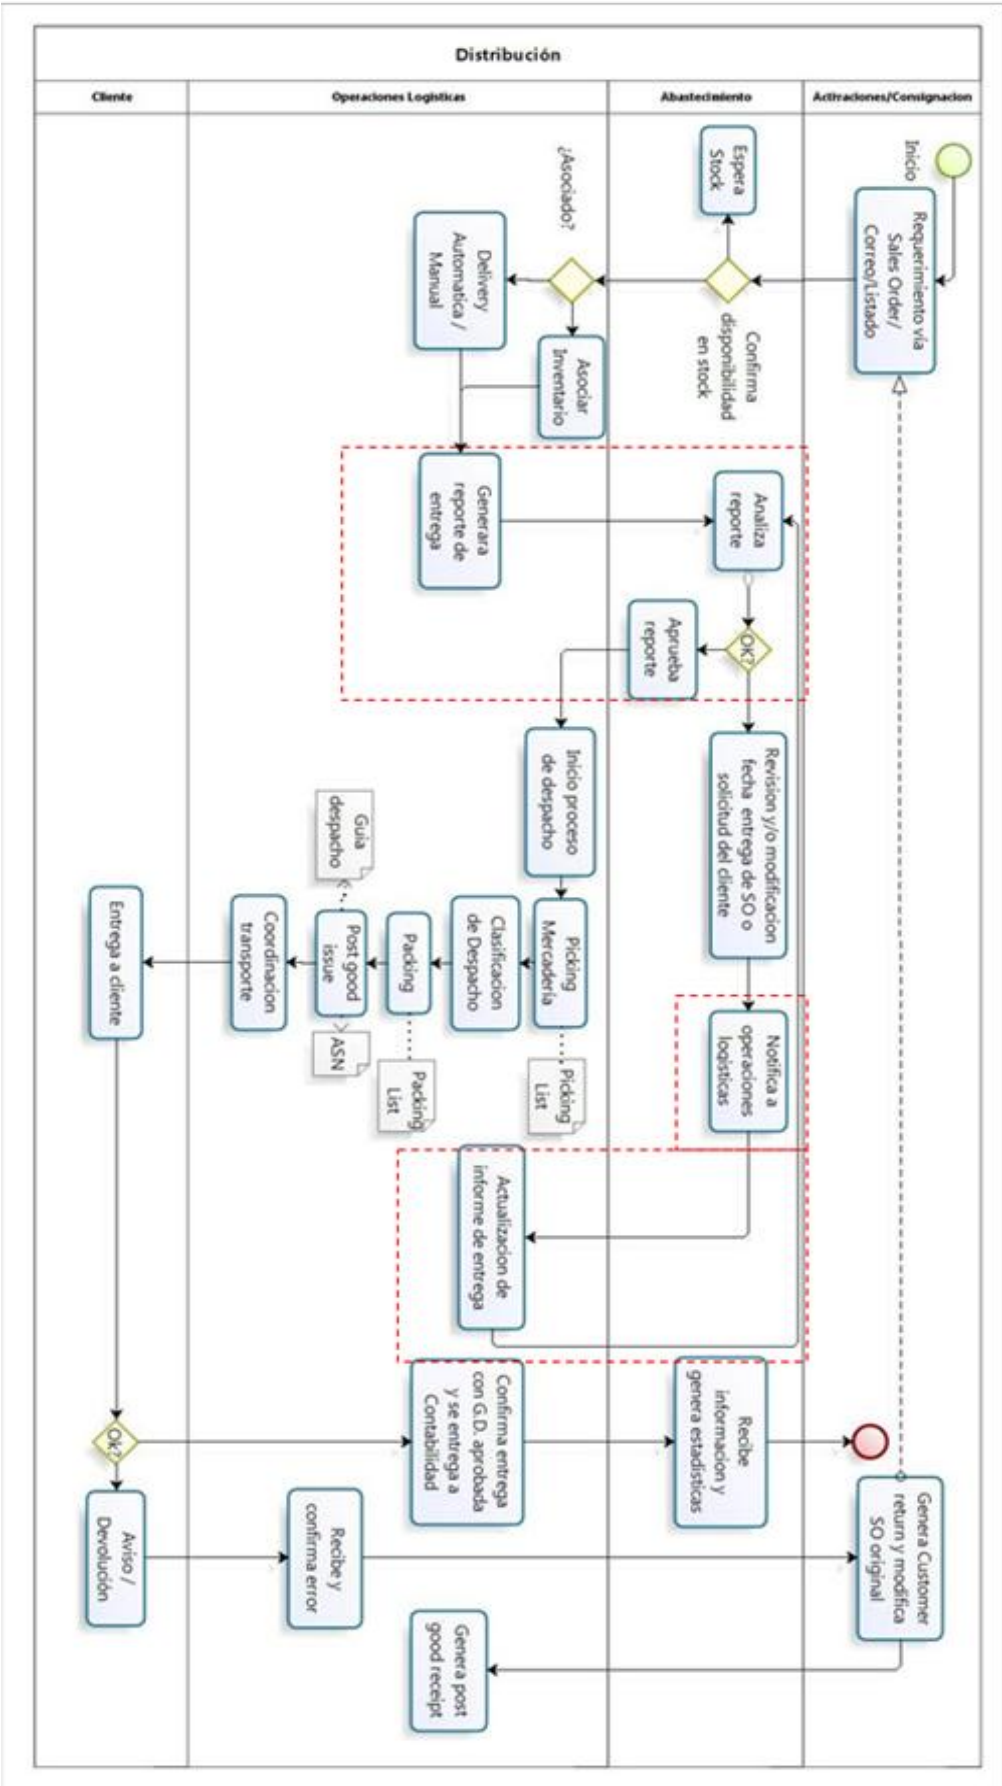 Distribución
Cliente
Operaciones Logísticas
Abastecimiento
Activaciones/Consignacion
Inicio
Requerimiento vía
Sales Order/
Correo/Listado
Espera
Stock
Confirma
disponibilidad
en stock
¿Asociado?
Delivery
Automatica /
Manual
Asociar
Inventario
Generara
reporte de
entrega
Analiza
reporte
OK?
Aprueba
reporte
Revision y/o modificacion
fecha entrega de SO o
solicitud del cliente
Inicio proceso
de despacho
Picking
Mercadería
Picking
List
Clasificacion
de Despacho
Packing
Packing
List
Post good
issue
Guia
despacho
ASN
Coordinacion
transporte
Entrega a cliente
Notifica a
operaciones
logisticas
Actualizacion de
informe de entrega
Ok?
Confirma entrega
con G.D. aprobada
y se entrega a
Contabilidad
Recibe
informacion y
genera estadisticas
Aviso /
Devolución
Recibe y
confirma error
Genera Customer
return y modifica
SO original
Genera post
good receipt